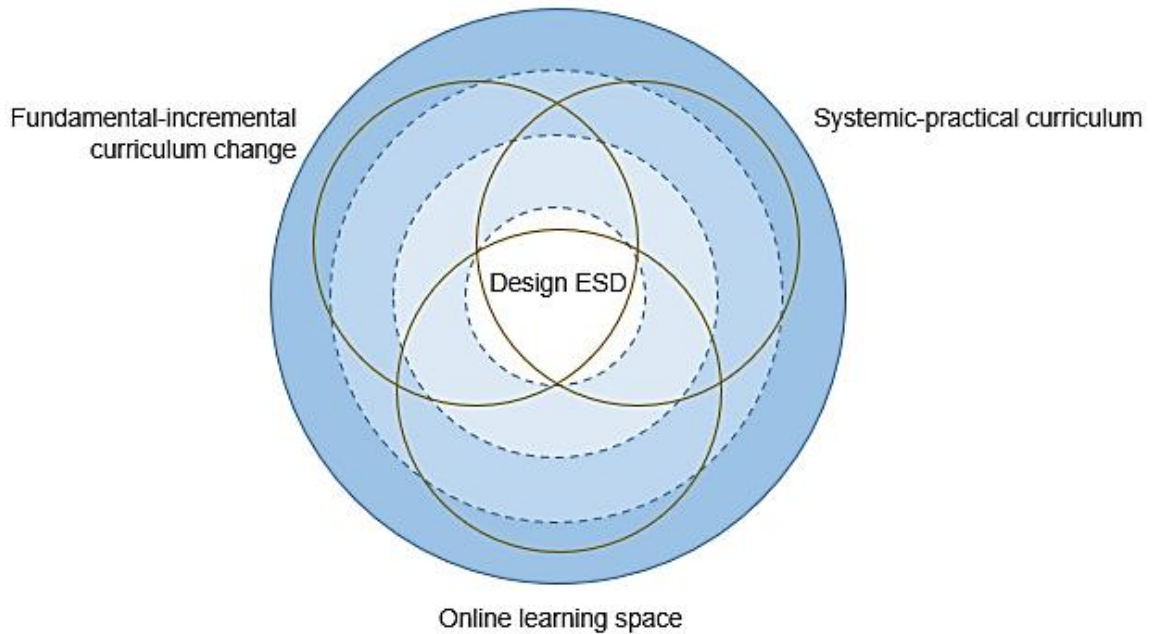 Fundamental-incremental
curriculum change
Systemic-practical curriculum
Design ESD
Online learning space